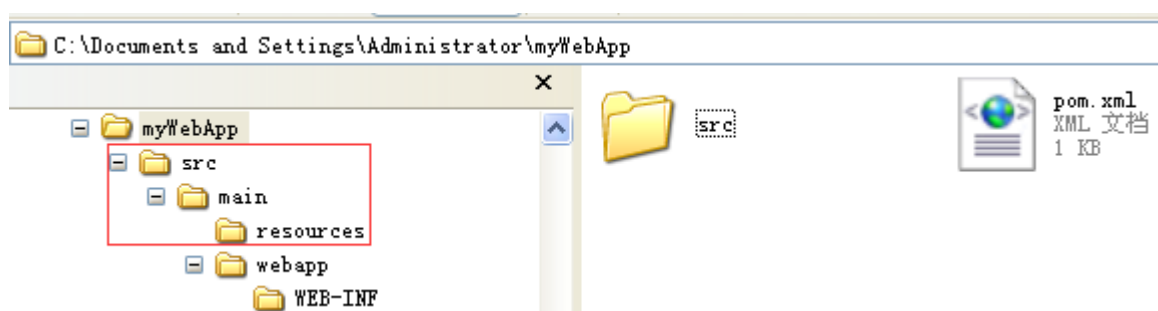 C:\Documents and Settings\Administrator\myWebApp
myWebApp
src
main
resources
webapp
WEB-INF
src
pom.xml
XML 文档
1 KB